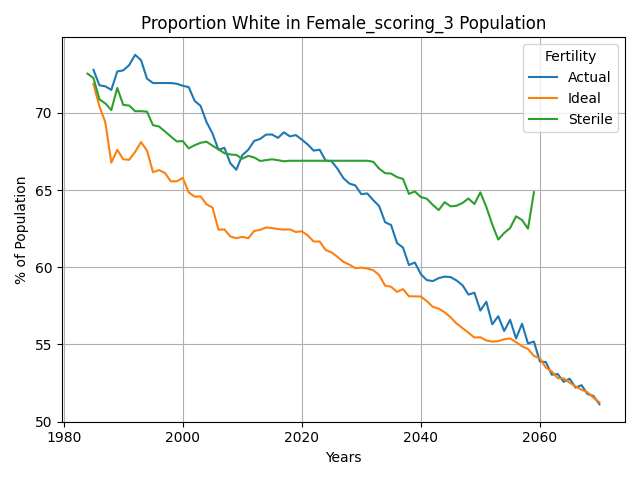 Proportion White in Female_scoring_3 Population
Fertility
Actual
Ideal
Sterile
% of Population
70
65
60
55
50
1980
2000
2020
2040
2060
Years